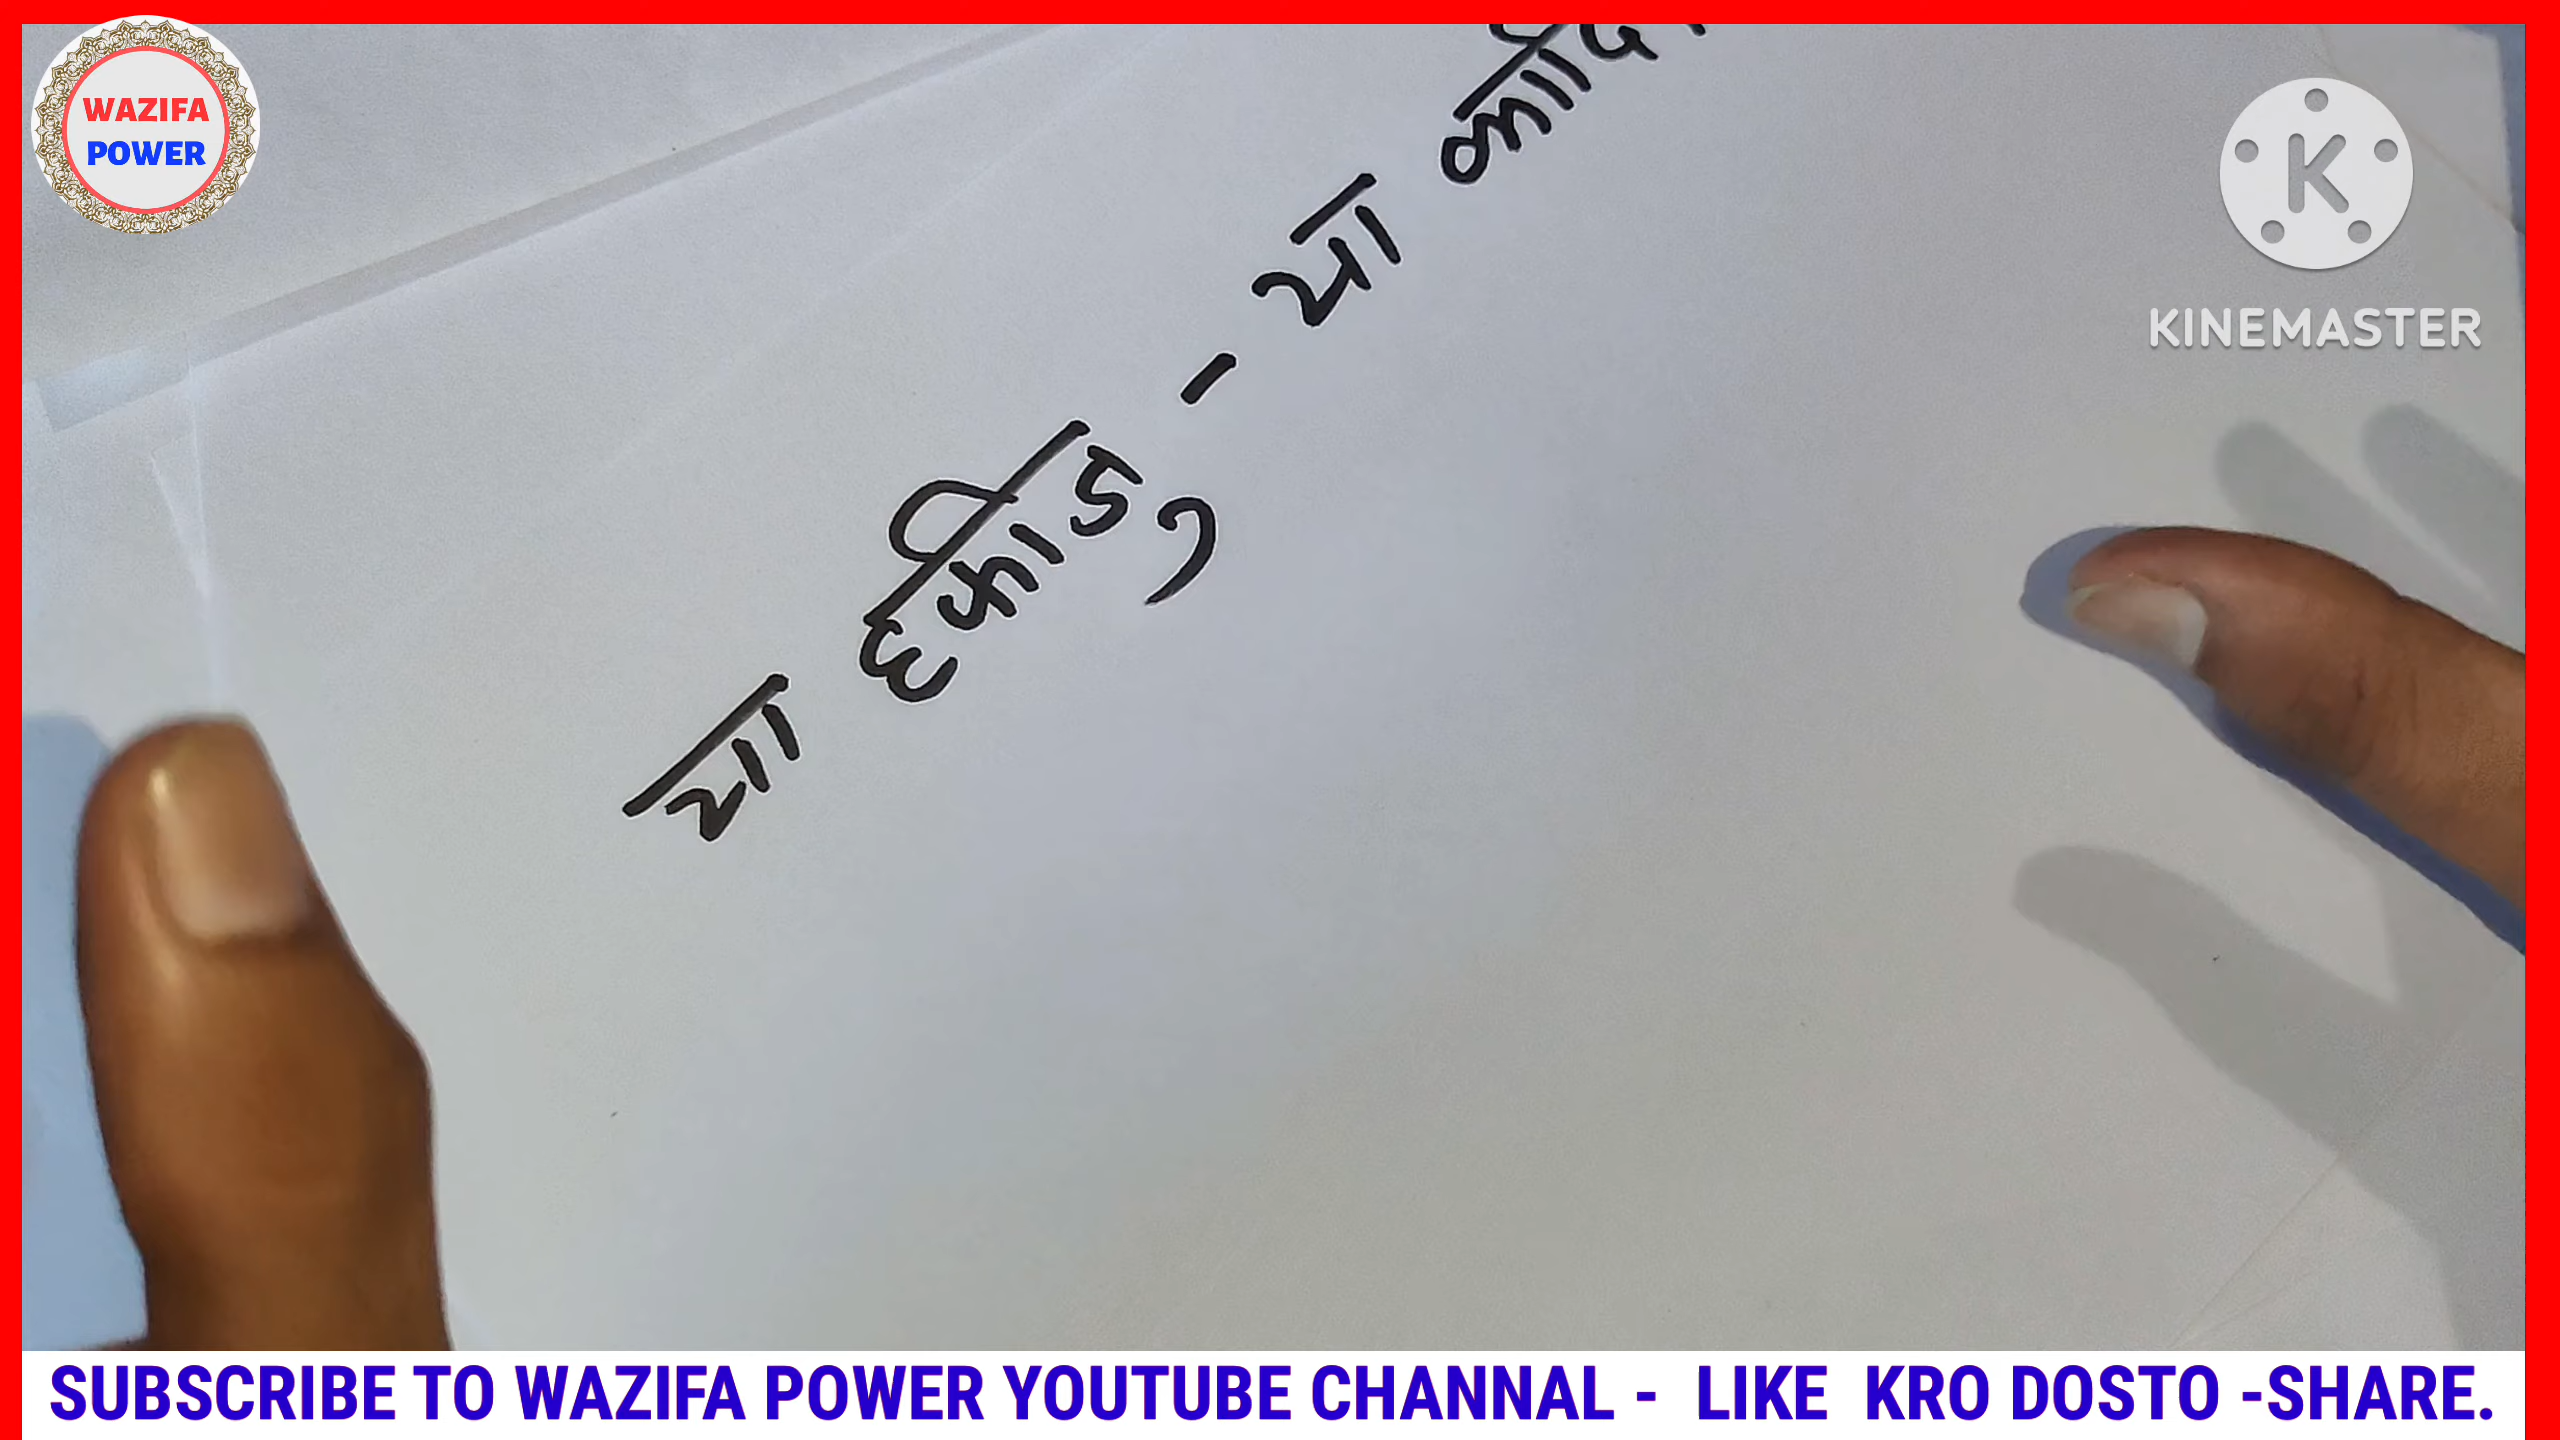 WAZIFA
POWER
KINEMASTER
या हफीज़ - या
SUBSCRIBE TO WAZIFA POWER YOUTUBE CHANNAL - LIKE KRO DOSTO -SHARE.